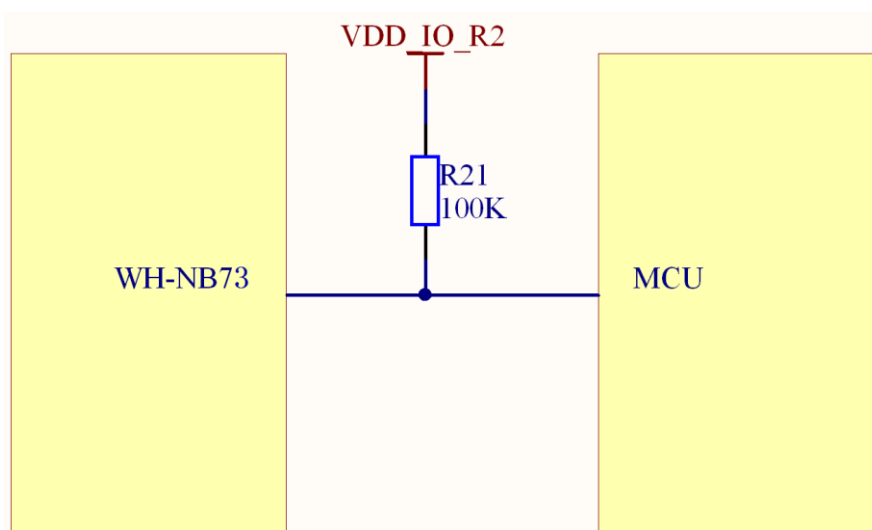 VDD_IO_R2
R21
100K
WH-NB73
MCU